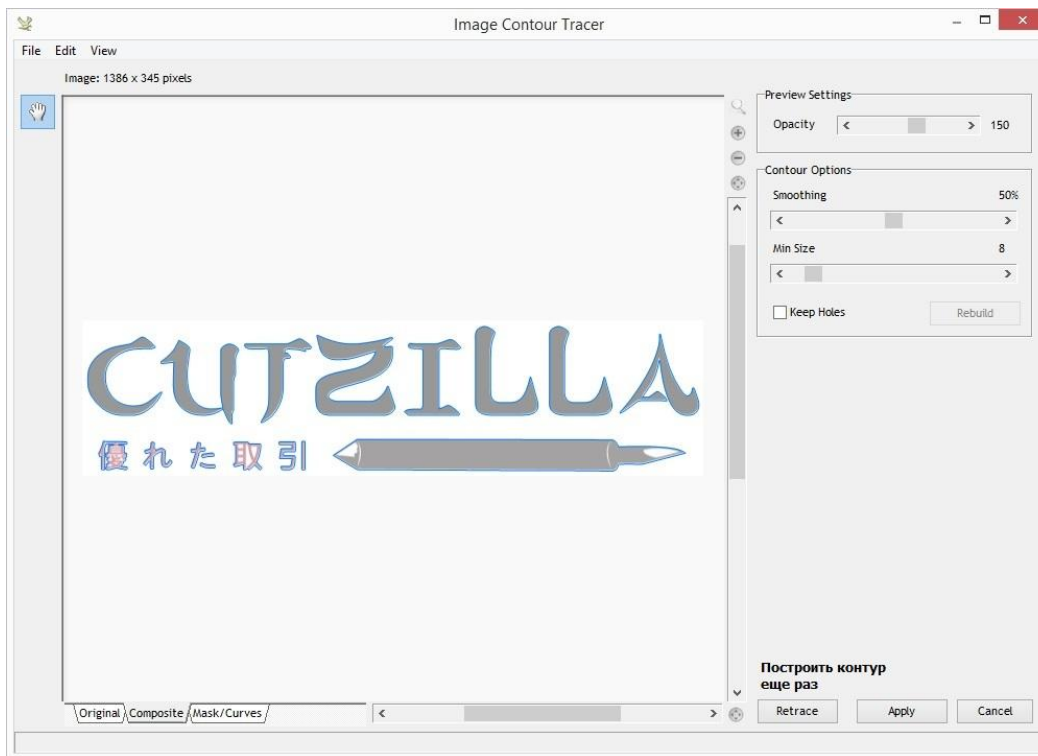 Image Contour Tracer
File Edit View
Image: 1386 x 345 pixels
Preview Settings
Opacity 150
Contour Options
Smoothing 50%
Min Size 8
Keep Holes Rebuild
CUTZILLA
優れた取引
Построить контур
еще раз
Original Composite Mask/Curves
Retrace Apply Cancel